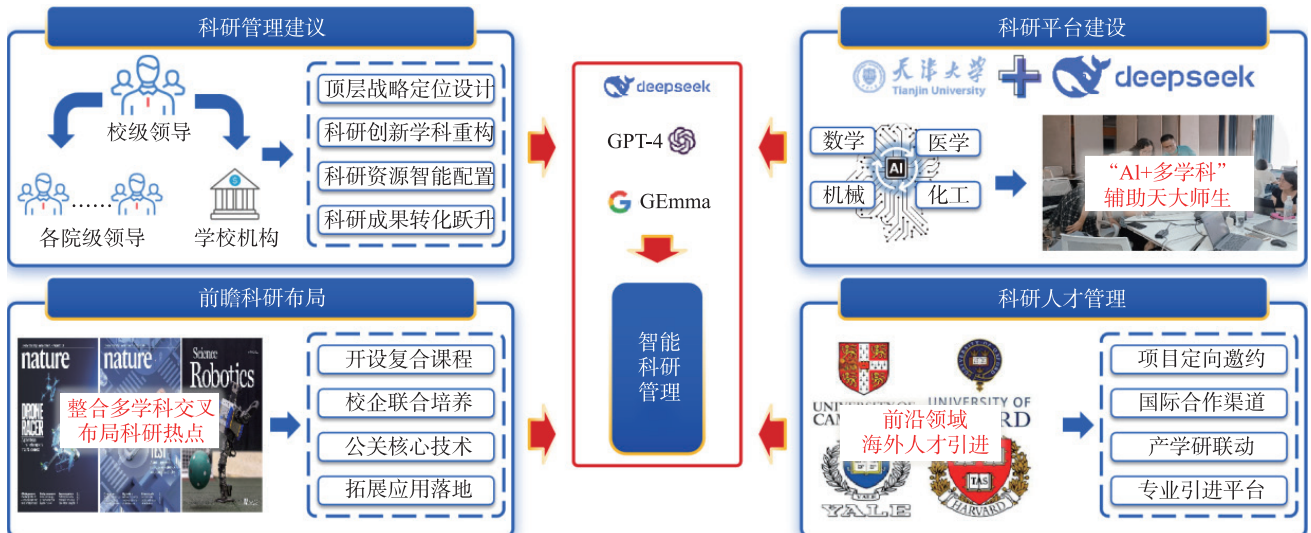 科研管理建议
校级领导
……
各院级领导
学校机构
顶层战略定位设计
科研创新学科重构
科研资源智能配置
科研成果转化跃升
前瞻科研布局
nature
nature
Science
Robotics
DRONE
RACER
整合多学科交叉
布局科研热点
开设复合课程
校企联合培养
公关核心技术
拓展应用落地
deepseek
GPT-4
GEmma
智能
科研
管理
科研平台建设
天津大学
Tianjin University
deepseek
数学
医学
AI
机械
化工
“AI+多学科”
辅助天大师生
科研人才管理
UNIVERSITY OF
前沿领域
海外人才引进
YALE
HARVARD
项目定向邀约
国际合作渠道
产学研联动
专业引进平台